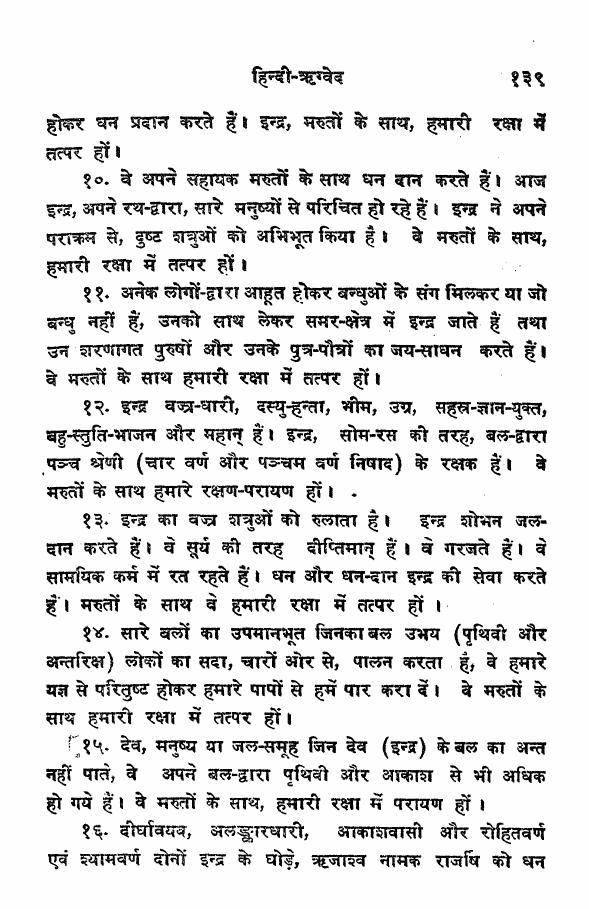 हिन्दी-ऋग्वेद १३९
होकर धन प्रदान करते हैं। इन्द्र, मरुतों के साथ, हमारी रक्षा में
तत्पर हों।
१०. वे अपने सहायक मरुतों के साथ धन दान करते हैं। आज
इन्द्र, अपने रथ-द्वारा, सारे मनुष्यों से परिचित हो रहे हैं। इन्द्र ने अपने
पराक्रम से, दुष्ट शत्रुओं को अभिभूत किया है। वे मरुतों के साथ,
हमारी रक्षा में तत्पर हों।
११. अनेक लोगों-द्वारा आहूत होकर बन्धुओं के संग मिलकर या जो
बन्धु नहीं हैं, उनको साथ लेकर समर-क्षेत्र में इन्द्र जाते हैं तथा
उन शरणागत पुरुषों और उनके पुत्र-पौत्रों का जय-साधन करते हैं।
वे मरुतों के साथ हमारी रक्षा में तत्पर हों।
१२. इन्द्र वज्र-धारी, दस्यु-हन्ता, भीम, उग्र, सहस्र-ज्ञान-युक्त,
बहु-स्तुति-भाजन और महान् हैं। इन्द्र, सोम-रस की तरह, बल-द्वारा
पञ्च श्रेणी (चार वर्ण और पञ्चम वर्ण निषाद) के रक्षक हैं। वे
मरुतों के साथ हमारे रक्षण-परायण हों।
१३. इन्द्र का वज्र शत्रुओं को रुलाता है। इन्द्र शोभन जल-
दान करते हैं। वे सूर्य की तरह दीप्तिमान् हैं। वे गरजते हैं। वे
सामयिक कर्म में रत रहते हैं। धन और धन-दान इन्द्र की सेवा करते
हैं। मरुतों के साथ वे हमारी रक्षा में तत्पर हों।
१४. सारे बलों का उपमानभूत जिनका बल उभय (पृथिवी और
अन्तरिक्ष) लोकों का सदा, चारों ओर से, पालन करता है, वे हमारे
यज्ञ से परितुष्ट होकर हमारे पापों से हमें पार करा दें। वे मरुतों के
साथ हमारी रक्षा में तत्पर हों।
१५. देव, मनुष्य या जल-समूह जिन देव (इन्द्र) के बल का अन्त
नहीं पाते, वे अपने बल-द्वारा पृथिवी और आकाश से भी अधिक
हो गये हैं। वे मरुतों के साथ, हमारी रक्षा में परायण हों।
१६. दीर्घावयव, अलङ्कारधारी, आकाशवासी और रोहितवर्ण
एवं श्यामवर्ण दोनों इन्द्र के घोड़े, ऋजाश्व नामक राजर्षि को धन